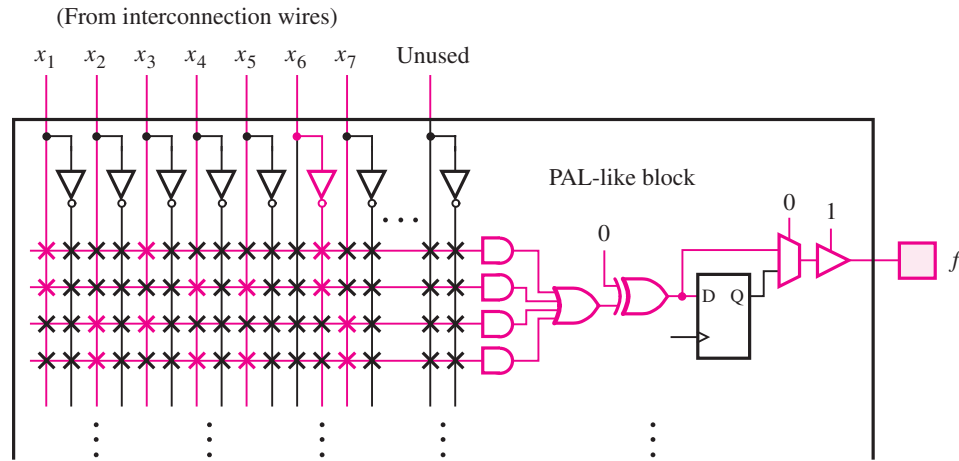 (From interconnection wires)
x₁ x₂ x₃ x₄ x₅ x₆ x₇ Unused
PAL-like block
0
1
0
D Q
f